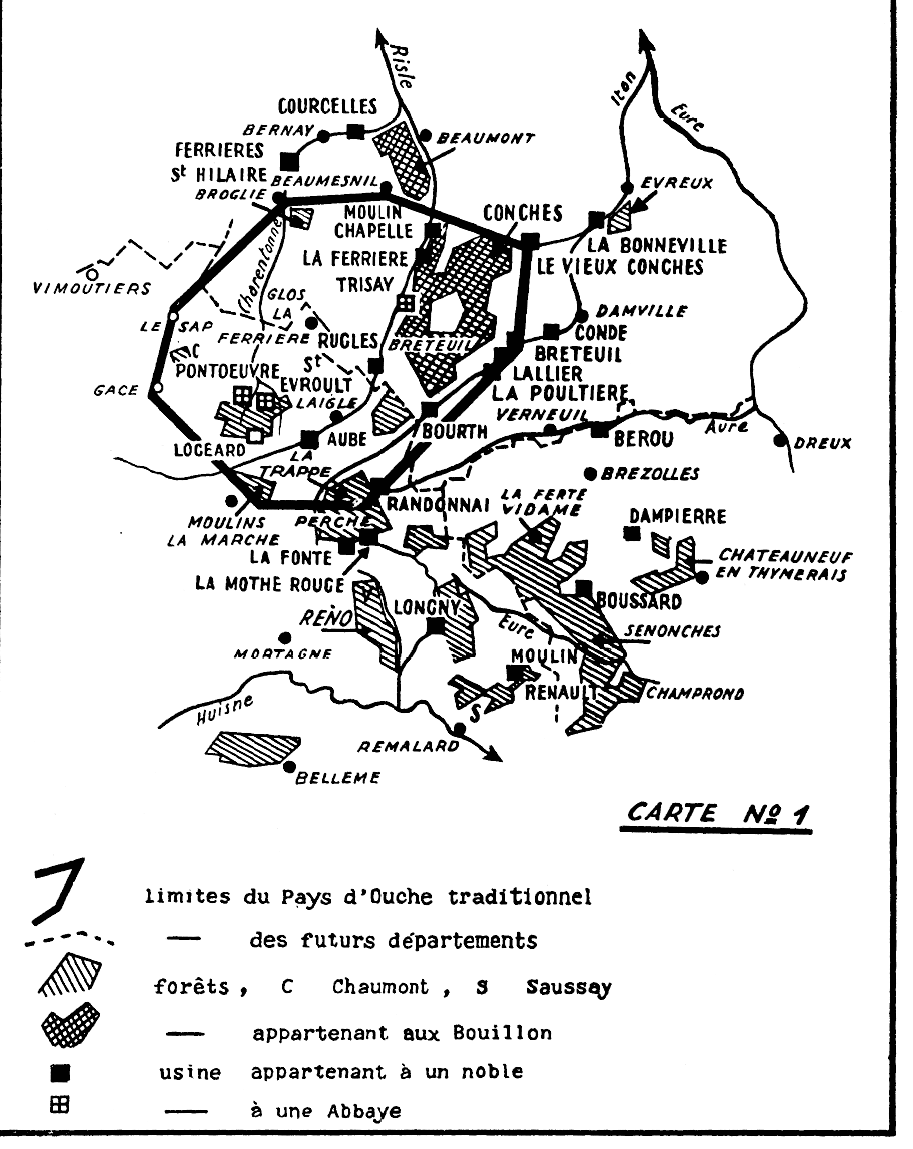 Risle
Iton
Eure
COURCELLES
BERNAY
BEAUMONT
FERRIERES
St HILAIRE
BROGLIE
BEAUMESNIL
EVREUX
MOULIN
CHAPELLE
CONCHES
LA BONNEVILLE
LE VIEUX CONCHES
LA FERRIERE
TRISAY
Charentonne
VIMOUTIERS
GLOS
LA
FERRIERE
LE SAP
RUGLES
BRETEUIL
DAMVILLE
CONDE
BRETEUIL
LALLIER
LA POULTIERE
C
PONTOEUVRE
St
EVROULT
GACE
LAIGLE
VERNEUIL
AUBE
BOURTH
BEROU
Aure
DREUX
LOGEARD
LA
TRAPPE
BREZOLLES
RANDONNAI
LA FERTE
VIDAME
MOULINS
LA MARCHE
PERCHE
DAMPIERRE
LA FONTE
CHATEAUNEUF
EN THYMERAIS
LA MOTHE ROUGE
LONGNY
BOUSSARD
RENO
Eure
SENONCHES
MORTAGNE
MOULIN
RENAULT
CHAMPROND
Huisne
S
REMALARD
BELLEME
CARTE Nº 1
limites du Pays d'Ouche traditionnel
— des futurs départements
forêts , C Chaumont , S Saussay
— appartenant aux Bouillon
usine appartenant à un noble
— à une Abbaye